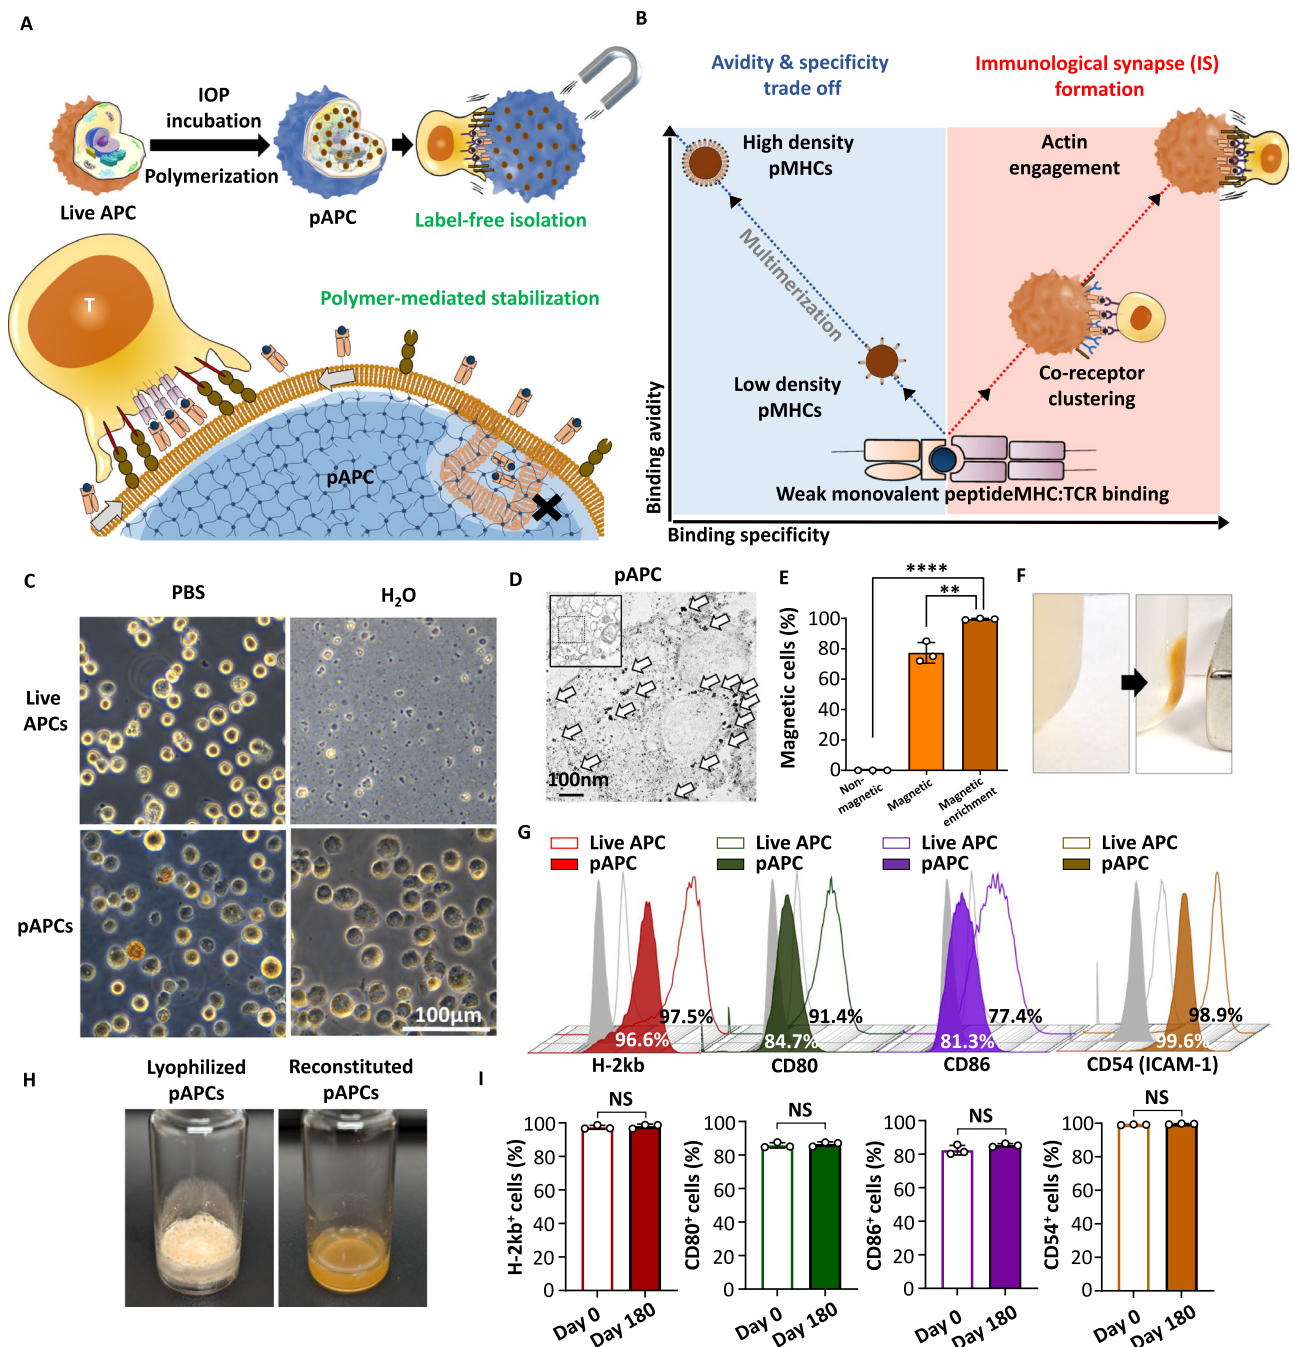 A
IOP
incubation
Polymerization
Live APC
pAPC
Label-free isolation
T
Polymer-mediated stabilization
pAPC
B
Avidity & specificity
trade off
Immunological synapse (IS)
formation
High density
pMHCs
Actin
engagement
Multimerization
Low density
pMHCs
Co-receptor
clustering
Weak monovalent peptideMHC:TCR binding
Binding avidity
Binding specificity
C
PBS
H2O
Live
APCs
pAPCs
100µm
D
pAPC
100nm
E
****
**
Magnetic cells (%)
100
80
60
40
20
0
Non-
magnetic
Magnetic
Magnetic
enrichment
F
G
Live APC
pAPC
Live APC
pAPC
Live APC
pAPC
Live APC
pAPC
97.5%
96.6%
H-2kb
91.4%
84.7%
CD80
77.4%
81.3%
CD86
98.9%
99.6%
CD54 (ICAM-1)
H
Lyophilized
pAPCs
Reconstituted
pAPCs
I
NS
H-2kb+ cells (%)
100
80
60
40
20
0
Day 0
Day 180
NS
CD80+ cells (%)
100
80
60
40
20
0
Day 0
Day 180
NS
CD86+ cells (%)
100
80
60
40
20
0
Day 0
Day 180
NS
CD54+ cells (%)
100
80
60
40
20
0
Day 0
Day 180